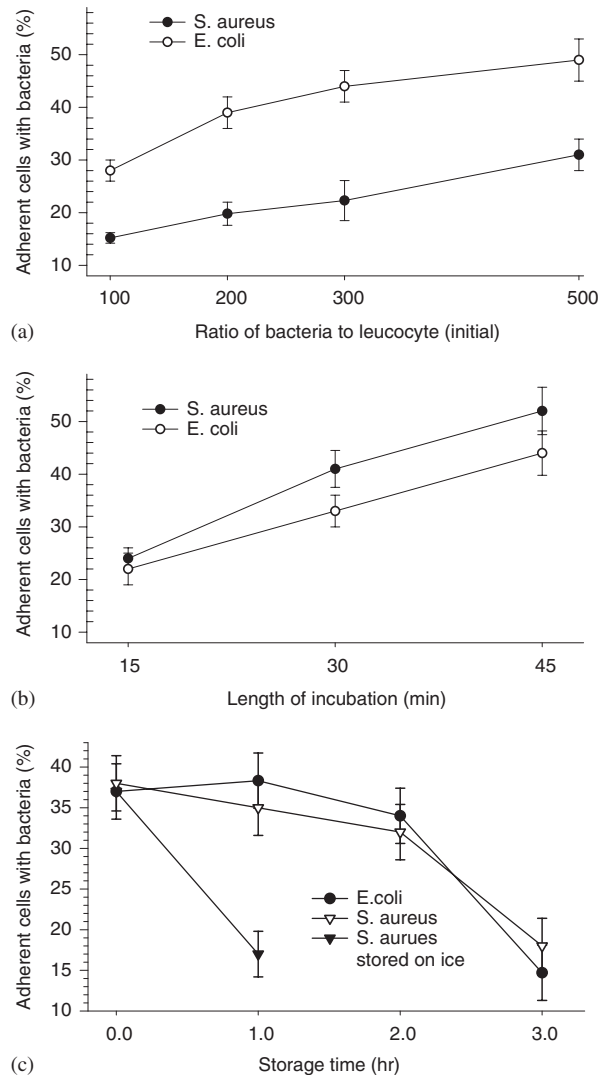 S. aureus
E. coli
Adherent cells with bacteria (%)
50
40
30
20
10
100 200 300 500
(a) Ratio of bacteria to leucocyte (initial)
S. aureus
E. coli
Adherent cells with bacteria (%)
50
40
30
20
10
15 30 45
(b) Length of incubation (min)
Adherent cells with bacteria (%)
40
35
30
25
20
15
10
E.coli
S. aureus
S. aurues
stored on ice
0.0 1.0 2.0 3.0
(c) Storage time (hr)